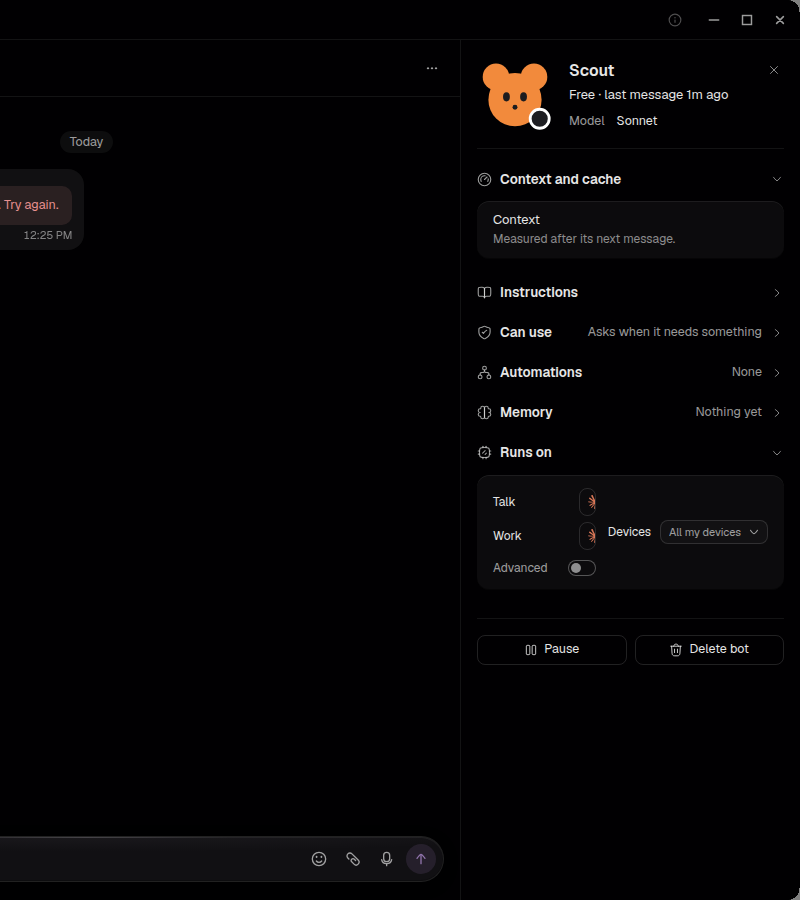 Scout
Free · last message 1m ago
Model Sonnet
Today
Try again.
12:25 PM
Context and cache
Context
Measured after its next message.
Instructions
Can use Asks when it needs something
Automations None
Memory Nothing yet
Runs on
Talk
Work
Devices All my devices
Advanced
Pause Delete bot